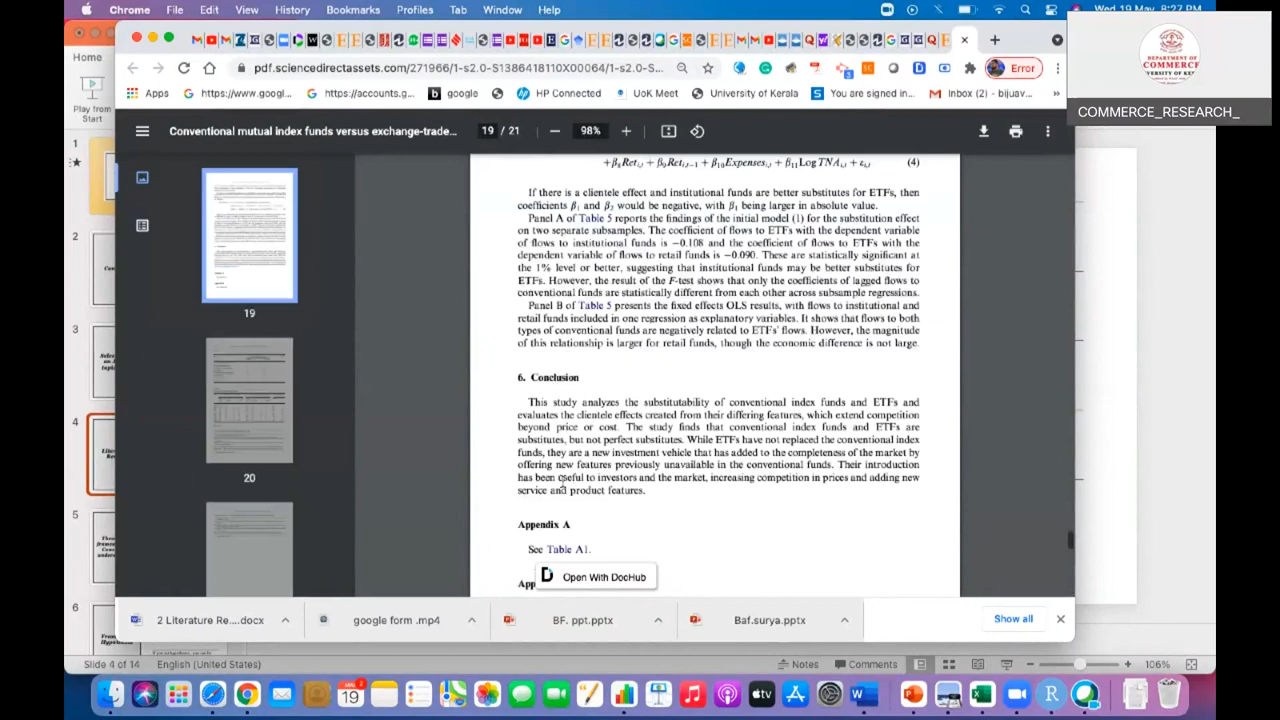 Chrome File Edit View History Bookmarks Profiles Tab Window Help
Wed 19 May 8:27 PM
Home
Play from
Start
Error
pdf.sciencedirectassets.com/271966/1-s2.0-S1386418110X00064/1-s2.0-S...
Apps https://www.googl... https://accounts.g... HP Connected UoK Meet University of Kerala You are signed in... Inbox (2) - bijuav... »
DEPARTMENT OF
COMMERCE
COMMERCE_RESEARCH_
Conventional mutual index funds versus exchange-trade... 19 / 21 — 98% +
1
2
3
4
5
6
19
20
+β8Reti,t + β9Reti,t−1 + β10Expensesi,t + β11Log TNAi,t + εi,t (4)
If there is a clientele effect and institutional funds are better substitutes for ETFs, then
coefficients β1 and β2 would be negative, with β1 being larger in absolute value.
Panel A of Table 5 reports the findings of the initial model (1) for the substitution effect
on two separate subsamples. The coefficient of flows to ETFs with the dependent variable
of flows to institutional funds is −0.108 and the coefficient of flows to ETFs with the
dependent variable of flows to retail funds is −0.090. These are statistically significant at
the 1% level or better, suggesting that institutional funds may be better substitutes for
ETFs. However, the result of the F-test shows that only the coefficients of lagged flows to
conventional funds are statistically different from each other across subsample regressions.
Panel B of Table 5 presents the fixed effects OLS results, with flows to institutional and
retail funds included in one regression as explanatory variables. It shows that flows to both
types of conventional funds are negatively related to ETFs' flows. However, the magnitude
of this relationship is larger for retail funds, though the economic difference is not large.
6. Conclusion
This study analyzes the substitutability of conventional index funds and ETFs and
evaluates the clientele effects created from their differing features, which extend competition
beyond price or cost. The study finds that conventional index funds and ETFs are
substitutes, but not perfect substitutes. While ETFs have not replaced the conventional index
funds, they are a new investment vehicle that has added to the completeness of the market by
offering new features previously unavailable in the conventional funds. Their introduction
has been useful to investors and the market, increasing competition in prices and adding new
service and product features.
Appendix A
See Table A1.
App
Open With DocHub
2 Literature Re....docx google form .mp4 BF. ppt.pptx Baf.surya.pptx Show all
Slide 4 of 14 English (United States) Notes Comments 106%